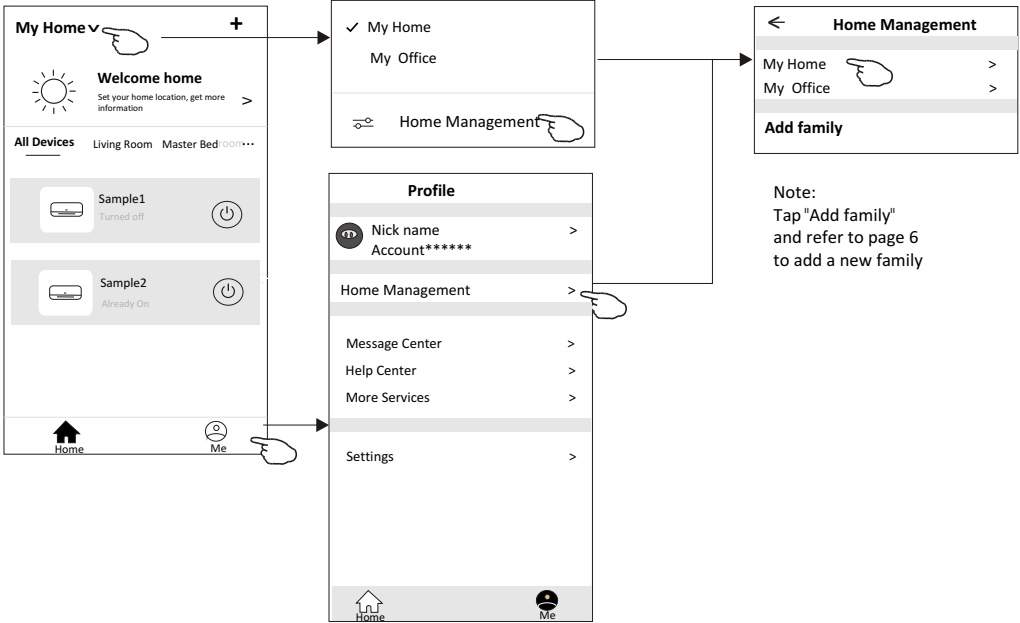 My Home
+
Welcome home
Set your home location, get more
information
>
All Devices Living Room Master Bedroom ...
Sample1
Turned off
Sample2
Already On
Home
Me
✓ My Home
My Office
Home Management
Profile
Nick name >
Account******
Home Management >
Message Center >
Help Center >
More Services >
Settings >
Home
Me
Home Management
My Home >
My Office >
Add family
Note:
Tap "Add family"
and refer to page 6
to add a new family